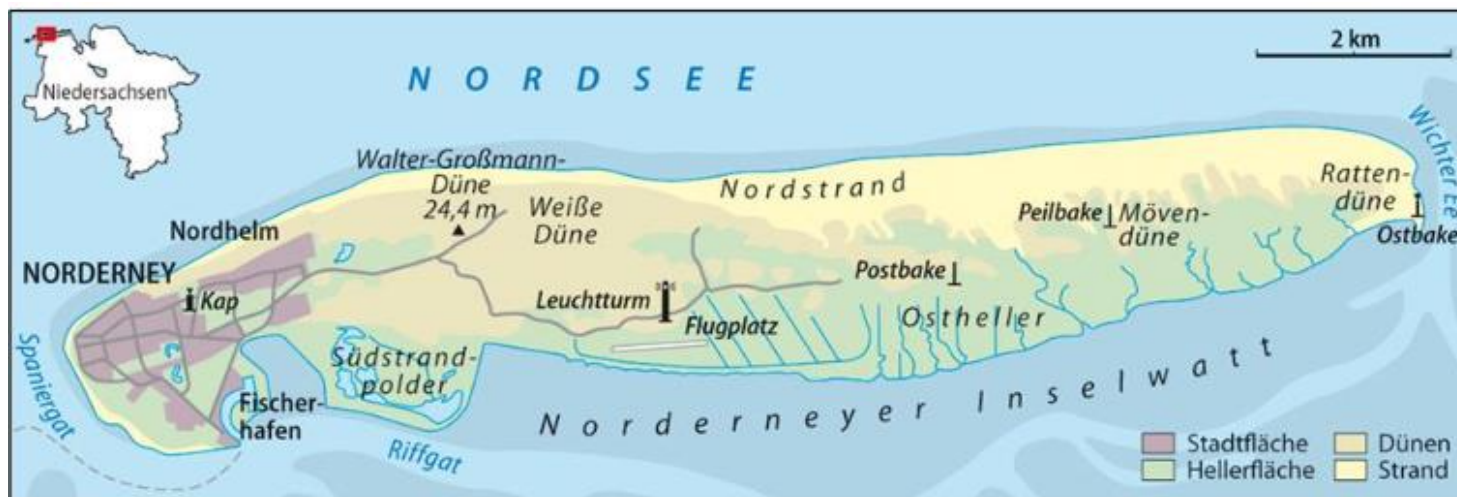 Niedersachsen
2 km
NORDSEE
Walter-Großmann-
Düne
24,4 m
Weiße
Düne
Nordstrand
Peilbake
Möven-
düne
Ratten-
düne
Ostbake
Wichter Ee
Nordhelm
NORDERNEY
Kap
Leuchtturm
Flugplatz
Postbake
Ostheller
Südstrand-
polder
Fischer-
hafen
Spaniergat
Riffgat
Norderneyer Inselwatt
Stadtfläche
Dünen
Hellerfläche
Strand